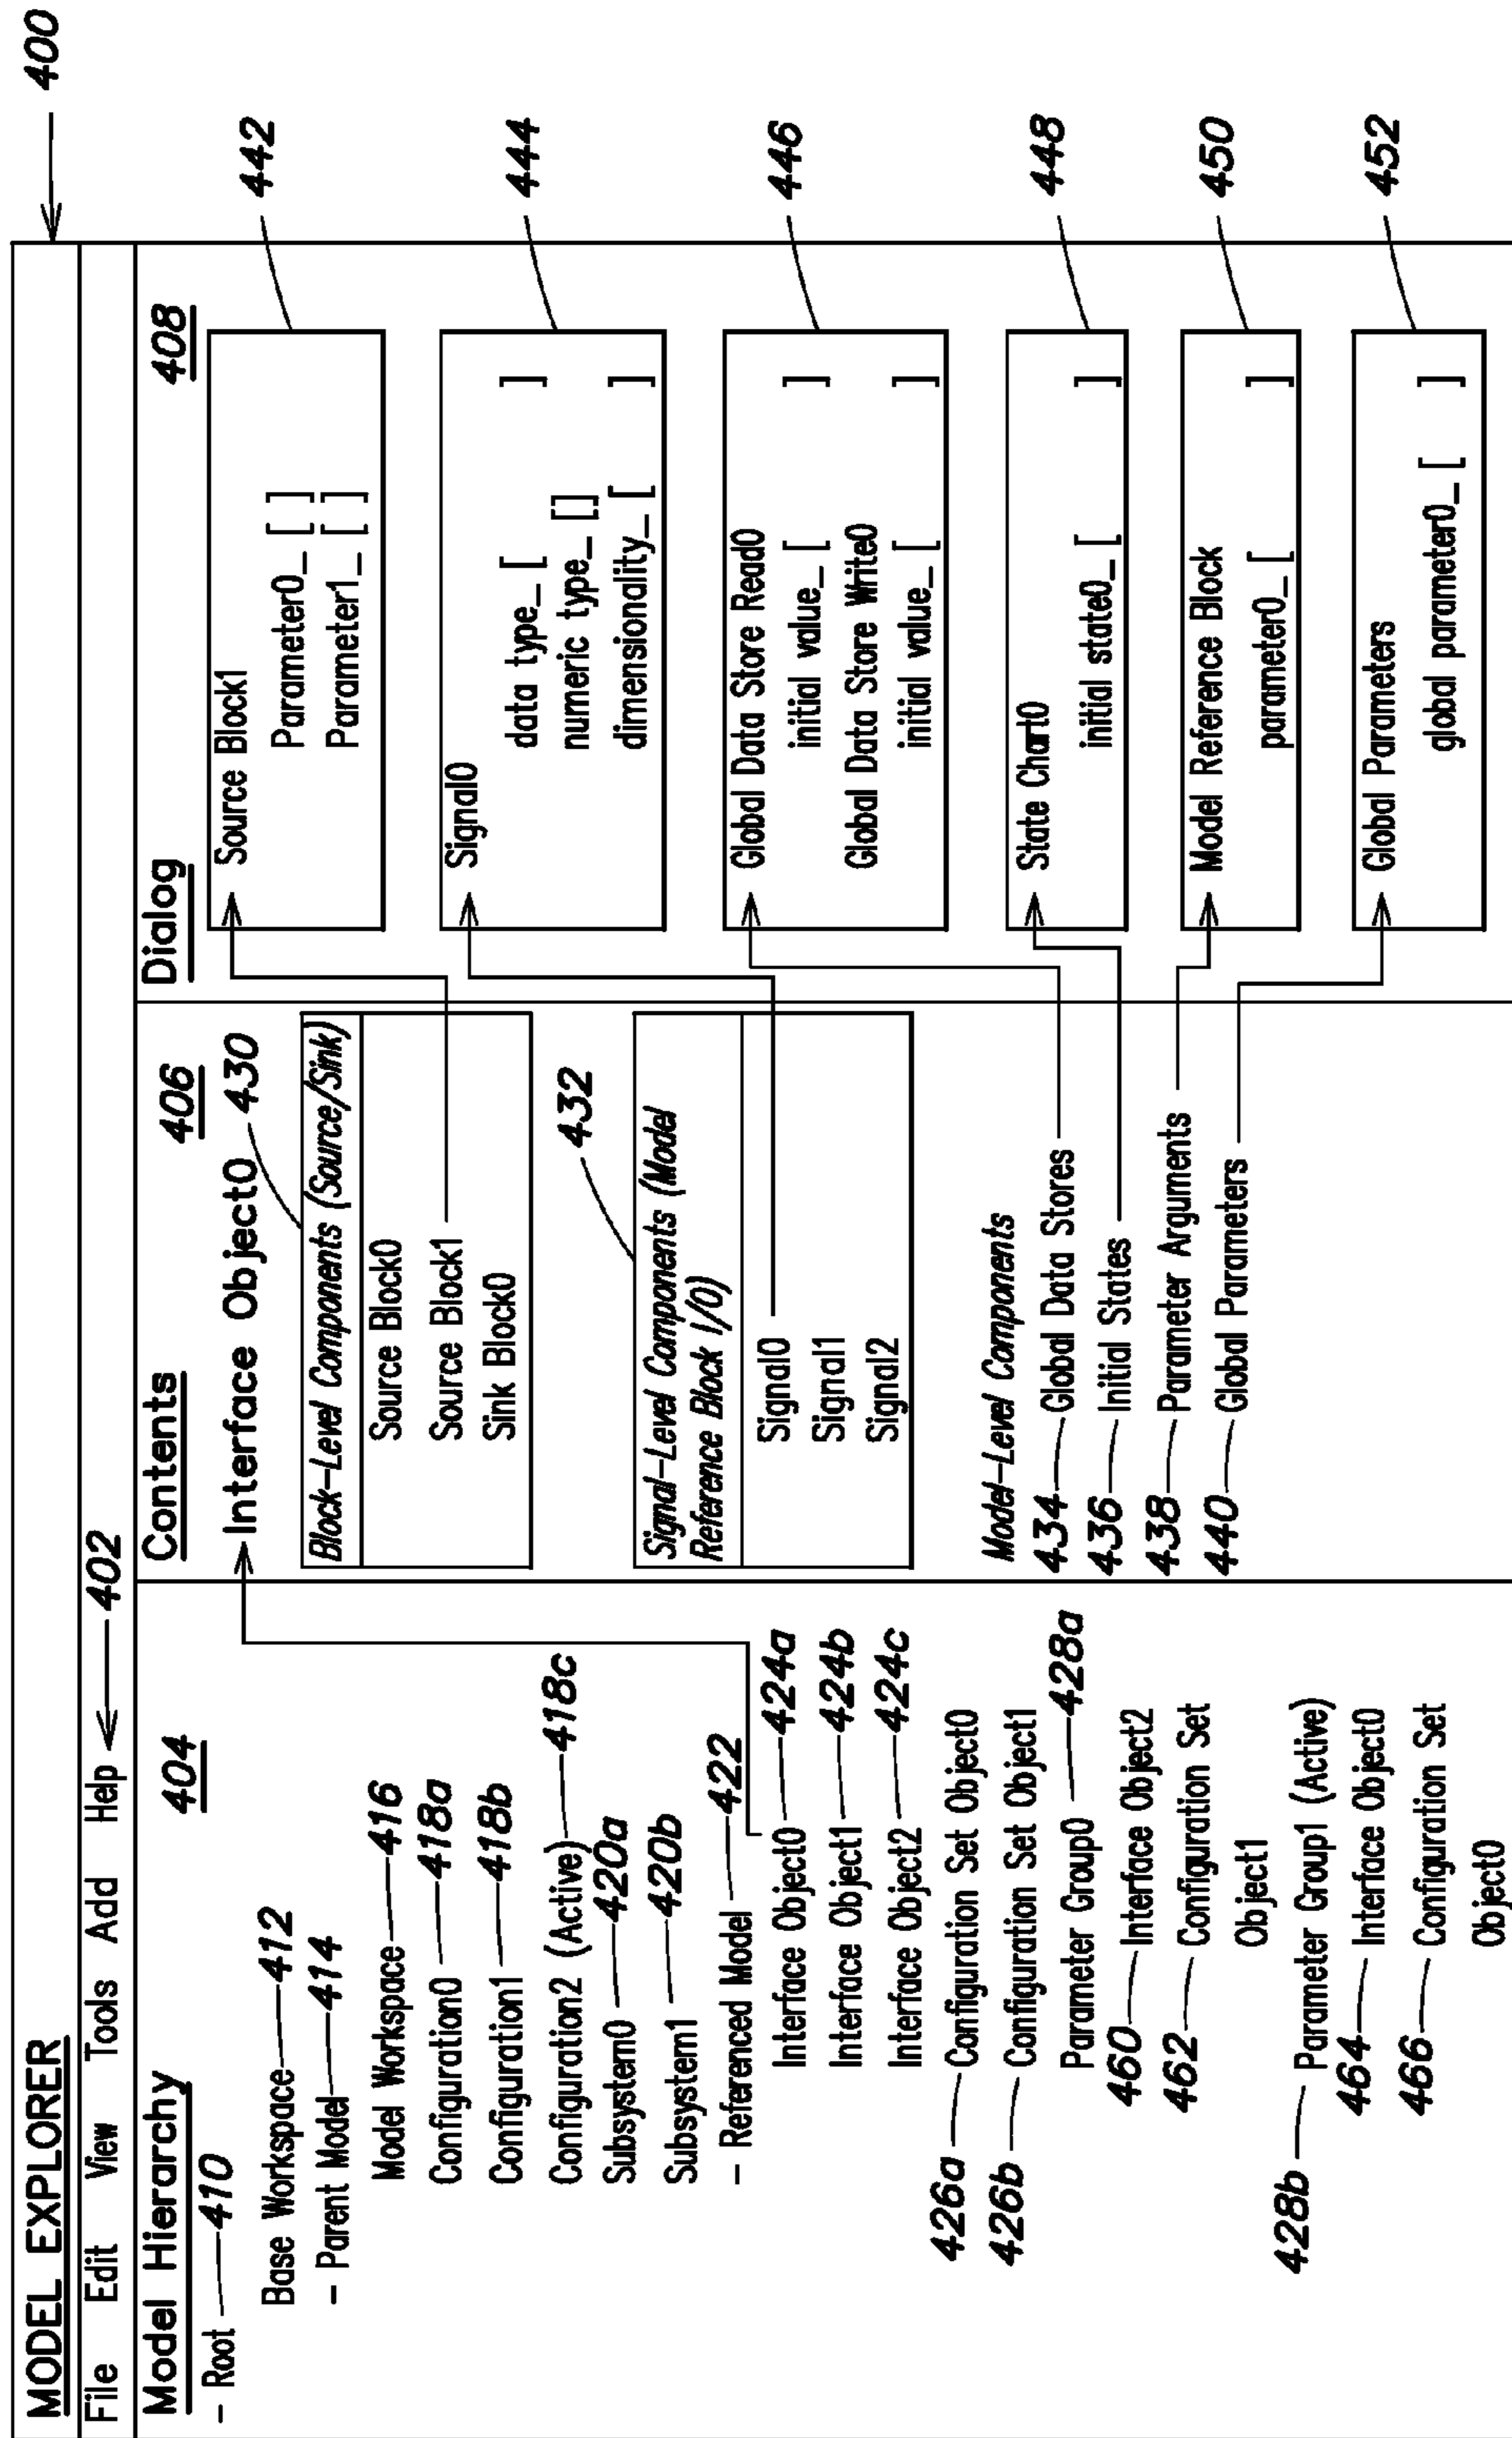 400
MODEL EXPLORER
File Edit View Tools Add Help 402
Model Hierarchy 404
- Root 410
Base Workspace 412
- Parent Model 414
Model Workspace 416
Configuration0 418a
Configuration1 418b
Configuration2 (Active) 418c
Subsystem0 420a
Subsystem1 420b
- Referenced Model 422
Interface Object0 424a
Interface Object1 424b
Interface Object2 424c
426a Configuration Set Object0
426b Configuration Set Object1
Parameter Group0 428a
460 Interface Object2
462 Configuration Set
Object1
428b Parameter Group1 (Active)
464 Interface Object0
466 Configuration Set
Object0
Contents 406
Interface Object0 430
Block-Level Components (Source/Sink)
Source Block0
Source Block1
Sink Block0
432
Signal-Level Components (Model
Reference Block I/O)
Signal0
Signal1
Signal2
Model-Level Components
434 Global Data Stores
436 Initial States
438 Parameter Arguments
440 Global Parameters
Dialog 408
Source Block1 442
Parameter0_ [ ]
Parameter1_ [ ]
Signal0 444
data type_ [ ]
numeric type_ []
dimensionality_ [ ]
Global Data Store Read0 446
initial value_ [ ]
Global Data Store Write0
initial value_ [ ]
State Chart0 448
initial state0_ [ ]
Model Reference Block 450
parameter0_ [ ]
Global Parameters 452
global parameter0_ [ ]